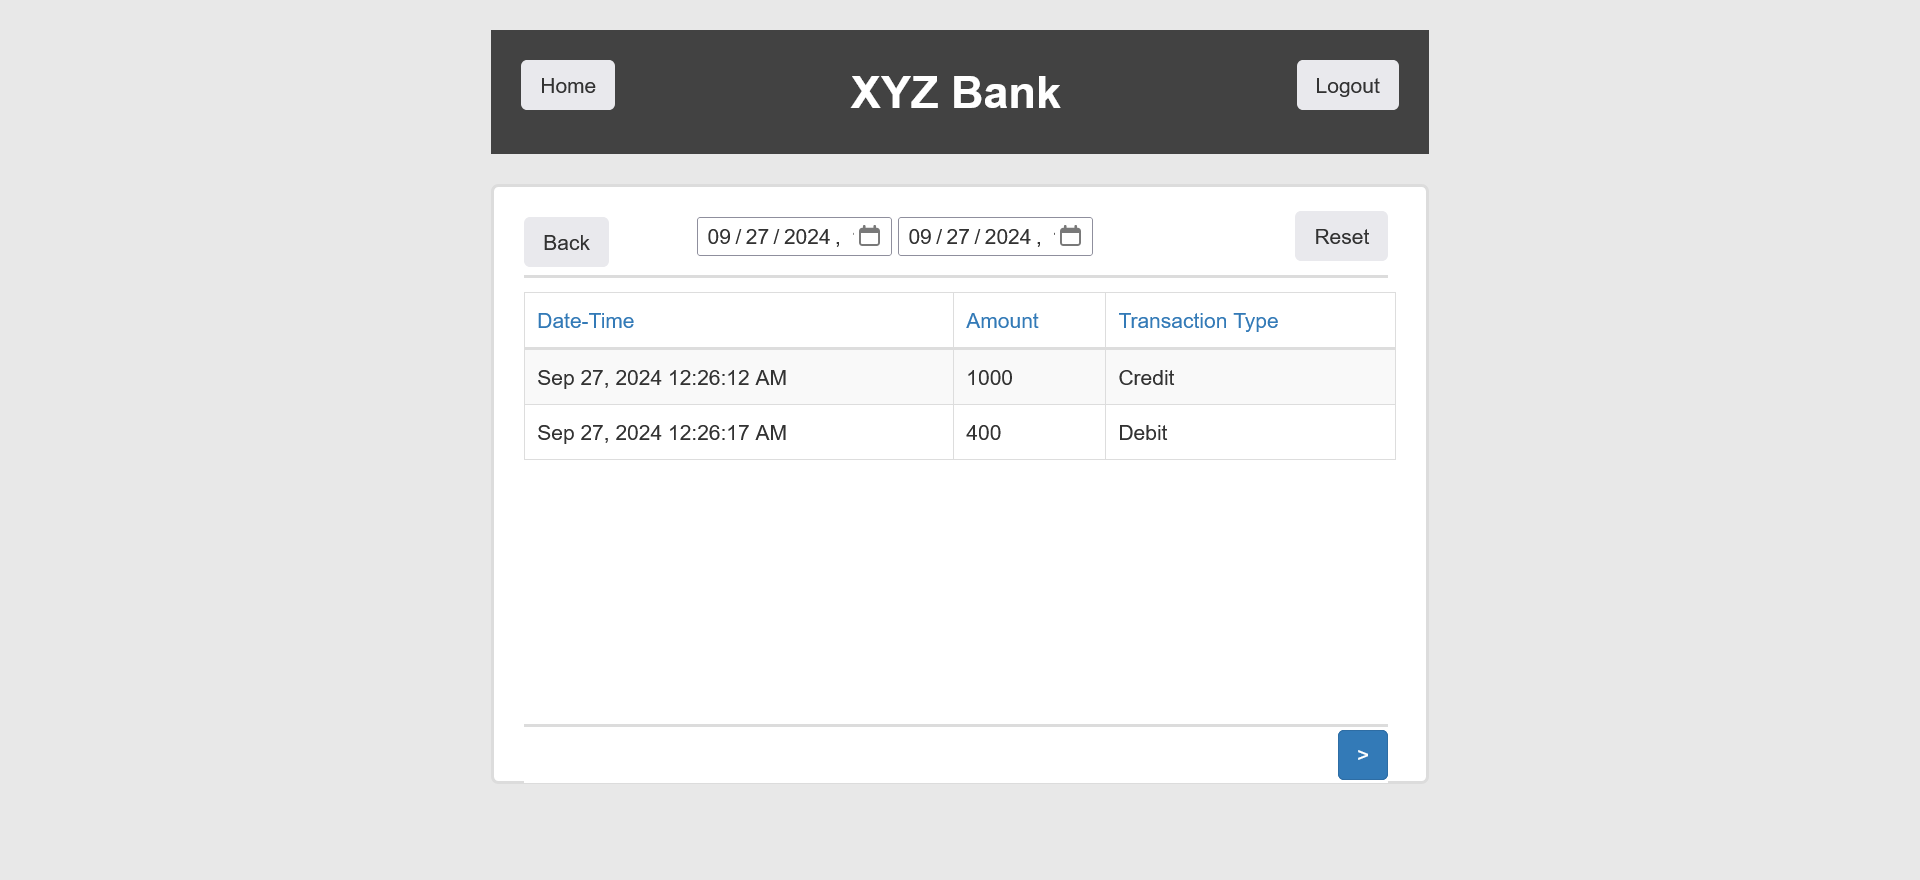 Home
XYZ Bank
Logout
Back
09/27/2024,
09/27/2024,
Reset
Date-Time Amount Transaction Type
Sep 27, 2024 12:26:12 AM 1000 Credit
Sep 27, 2024 12:26:17 AM 400 Debit
>